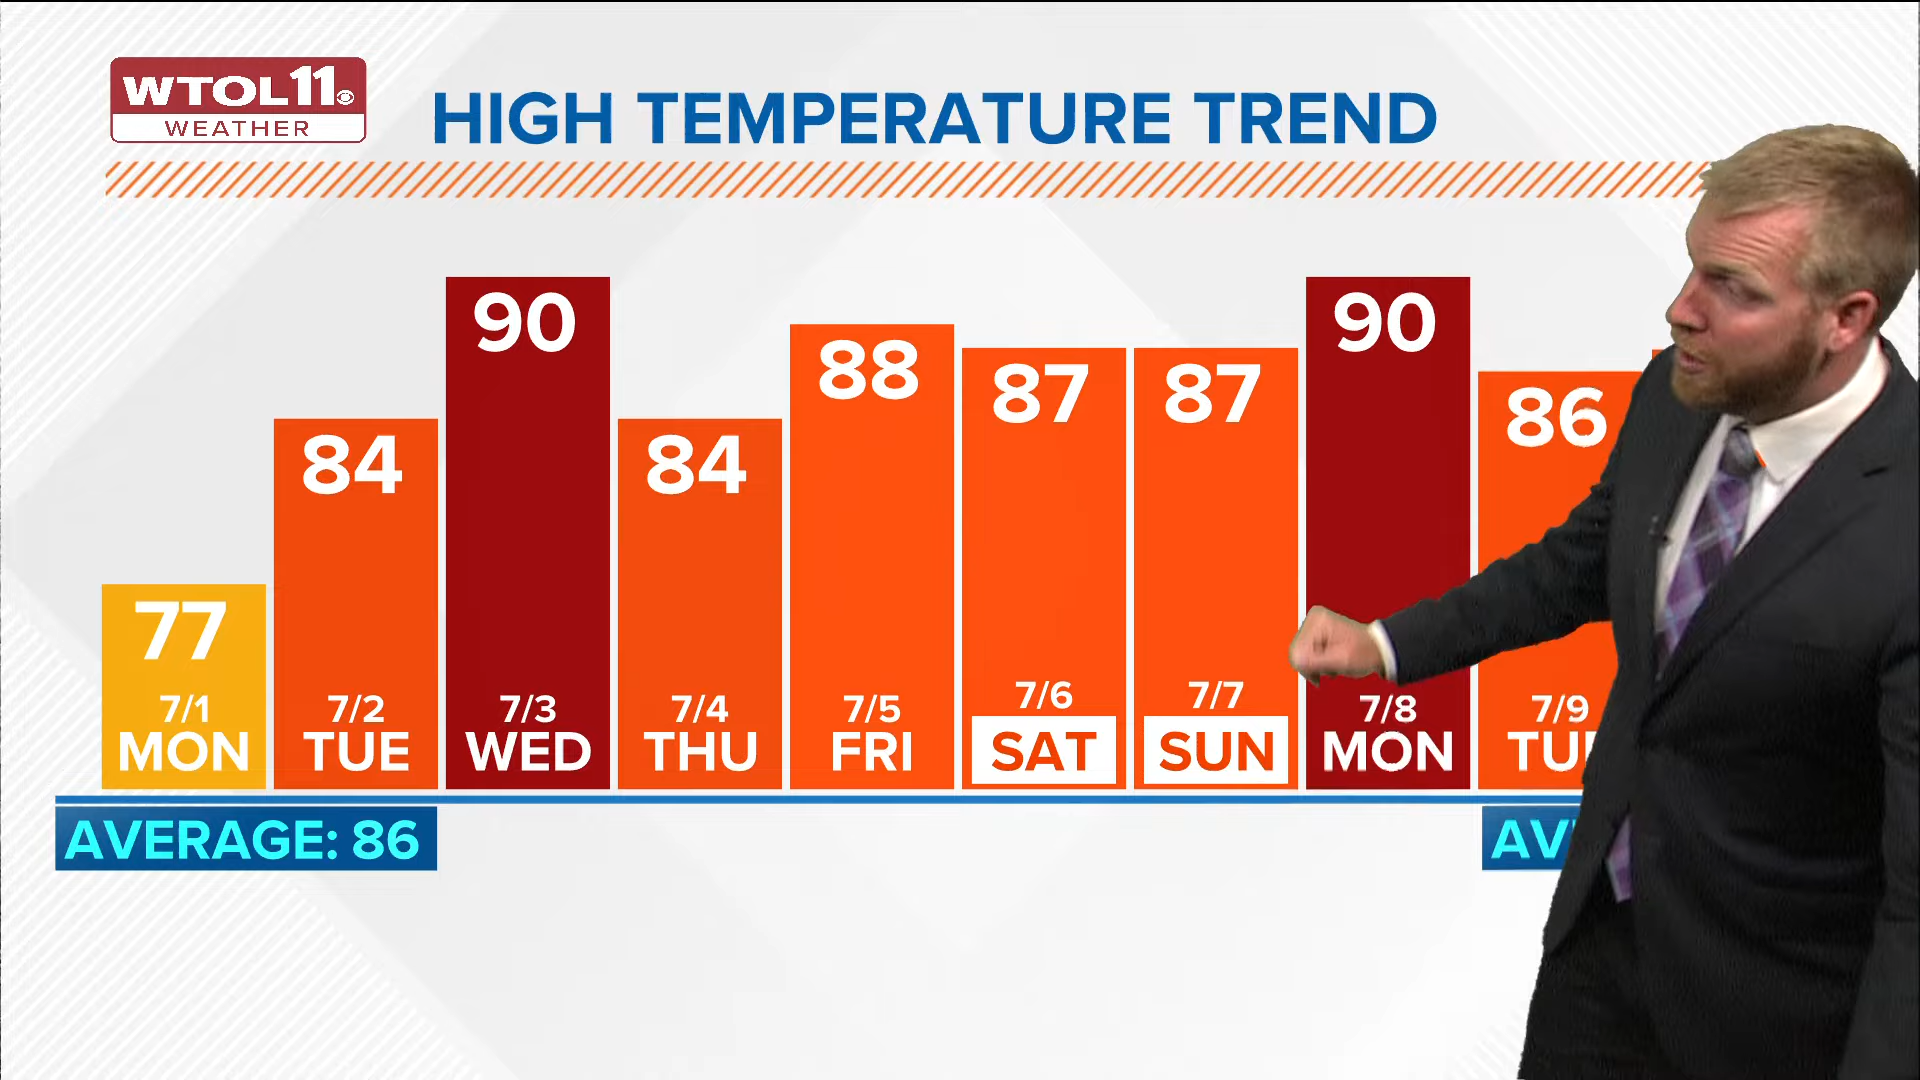 WTOL 11
WEATHER
HIGH TEMPERATURE TREND
77
7/1
MON
84
7/2
TUE
90
7/3
WED
84
7/4
THU
88
7/5
FRI
87
7/6
SAT
87
7/7
SUN
90
7/8
MON
86
7/9
AVERAGE: 86